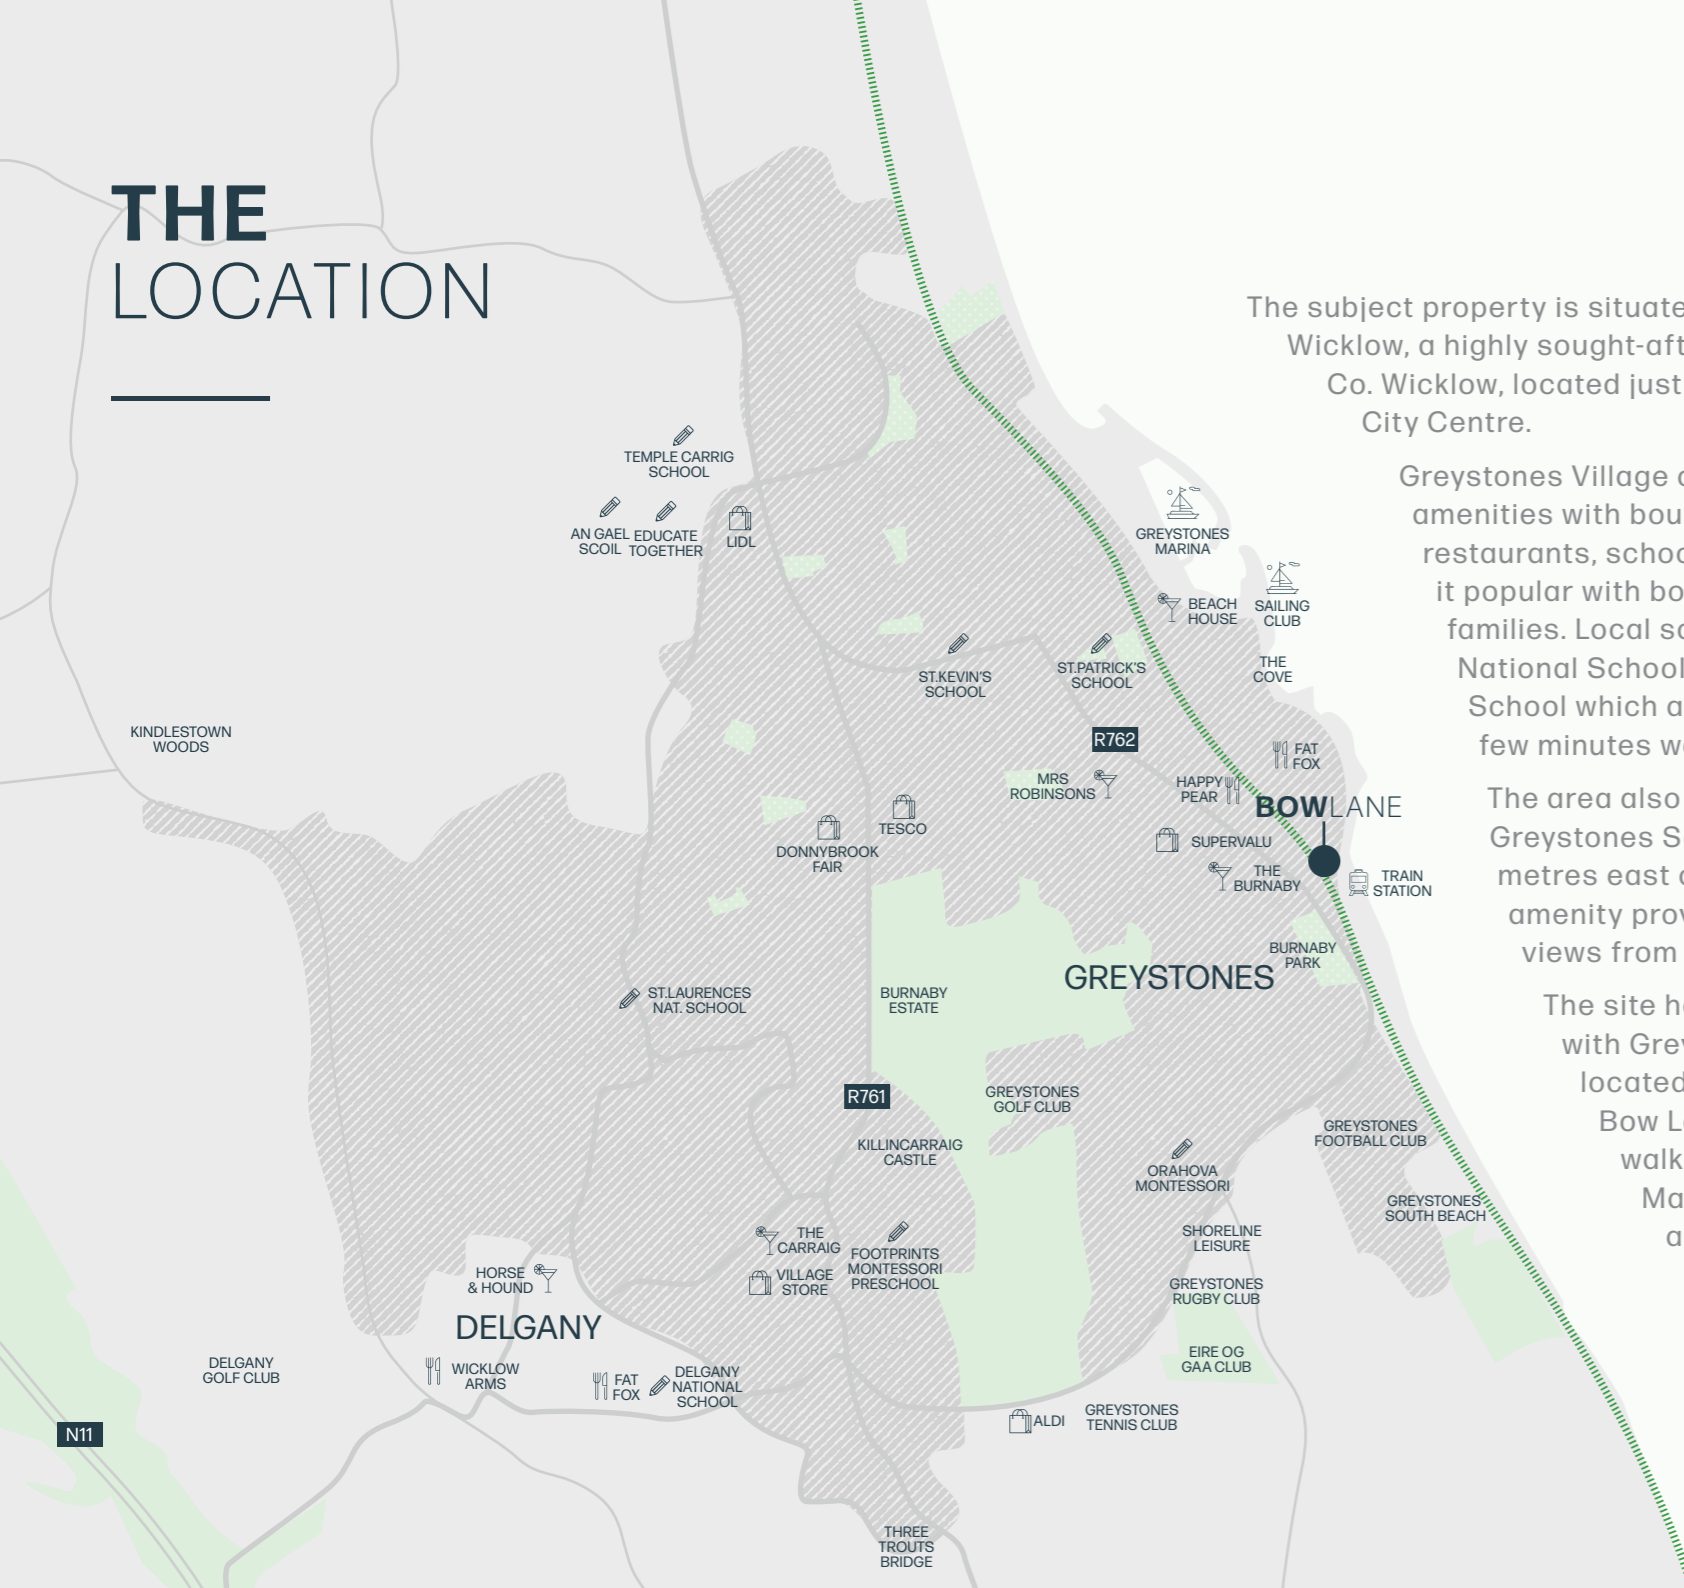 THE
LOCATION
The subject property is situate
Wicklow, a highly sought-aft
Co. Wicklow, located just
City Centre.
Greystones Village
amenities with bou
restaurants, schoo
it popular with bo
families. Local sc
National School
School which a
few minutes w
The area also
Greystones S
metres east
amenity prov
views from
The site h
with Grey
located
Bow L
walk
Ma
a
TEMPLE CARRIG
SCHOOL
AN GAEL
SCOIL
EDUCATE
TOGETHER
LIDL
GREYSTONES
MARINA
BEACH
HOUSE
SAILING
CLUB
THE
COVE
ST.KEVIN'S
SCHOOL
ST.PATRICK'S
SCHOOL
KINDLESTOWN
WOODS
R762
FAT
FOX
MRS
ROBINSONS
HAPPY
PEAR
BOWLANE
TESCO
DONNYBROOK
FAIR
SUPERVALU
THE
BURNABY
TRAIN
STATION
BURNABY
PARK
GREYSTONES
ST.LAURENCES
NAT. SCHOOL
BURNABY
ESTATE
R761
GREYSTONES
GOLF CLUB
KILLINCARRAIG
CASTLE
GREYSTONES
FOOTBALL CLUB
ORAHOVA
MONTESSORI
GREYSTONES
SOUTH BEACH
THE
CARRAIG
FOOTPRINTS
MONTESSORI
PRESCHOOL
SHORELINE
LEISURE
VILLAGE
STORE
HORSE
& HOUND
GREYSTONES
RUGBY CLUB
DELGANY
EIRE OG
GAA CLUB
DELGANY
GOLF CLUB
WICKLOW
ARMS
FAT
FOX
DELGANY
NATIONAL
SCHOOL
ALDI
GREYSTONES
TENNIS CLUB
N11
THREE
TROUTS
BRIDGE